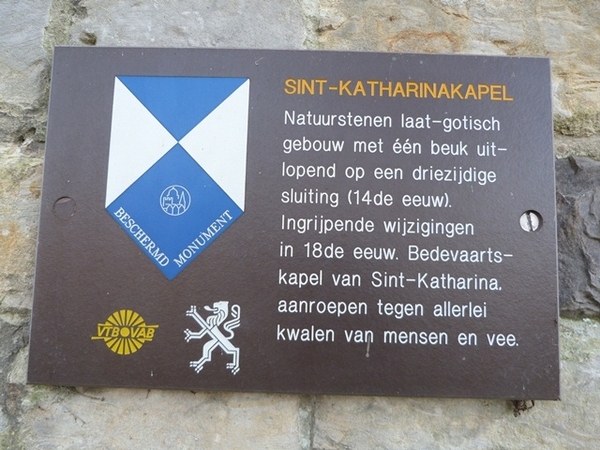 SINT-KATHARINAKAPEL
Natuurstenen laat-gotisch
gebouw met één beuk uit-
lopend op een driezijdige
sluiting (14de eeuw).
Ingrijpende wijzigingen
in 18de eeuw. Bedevaarts-
kapel van Sint-Katharina.
aanroepen tegen allerlei
kwalen van mensen en vee.
BESCHERMD
MONUMENT
VTB VAB